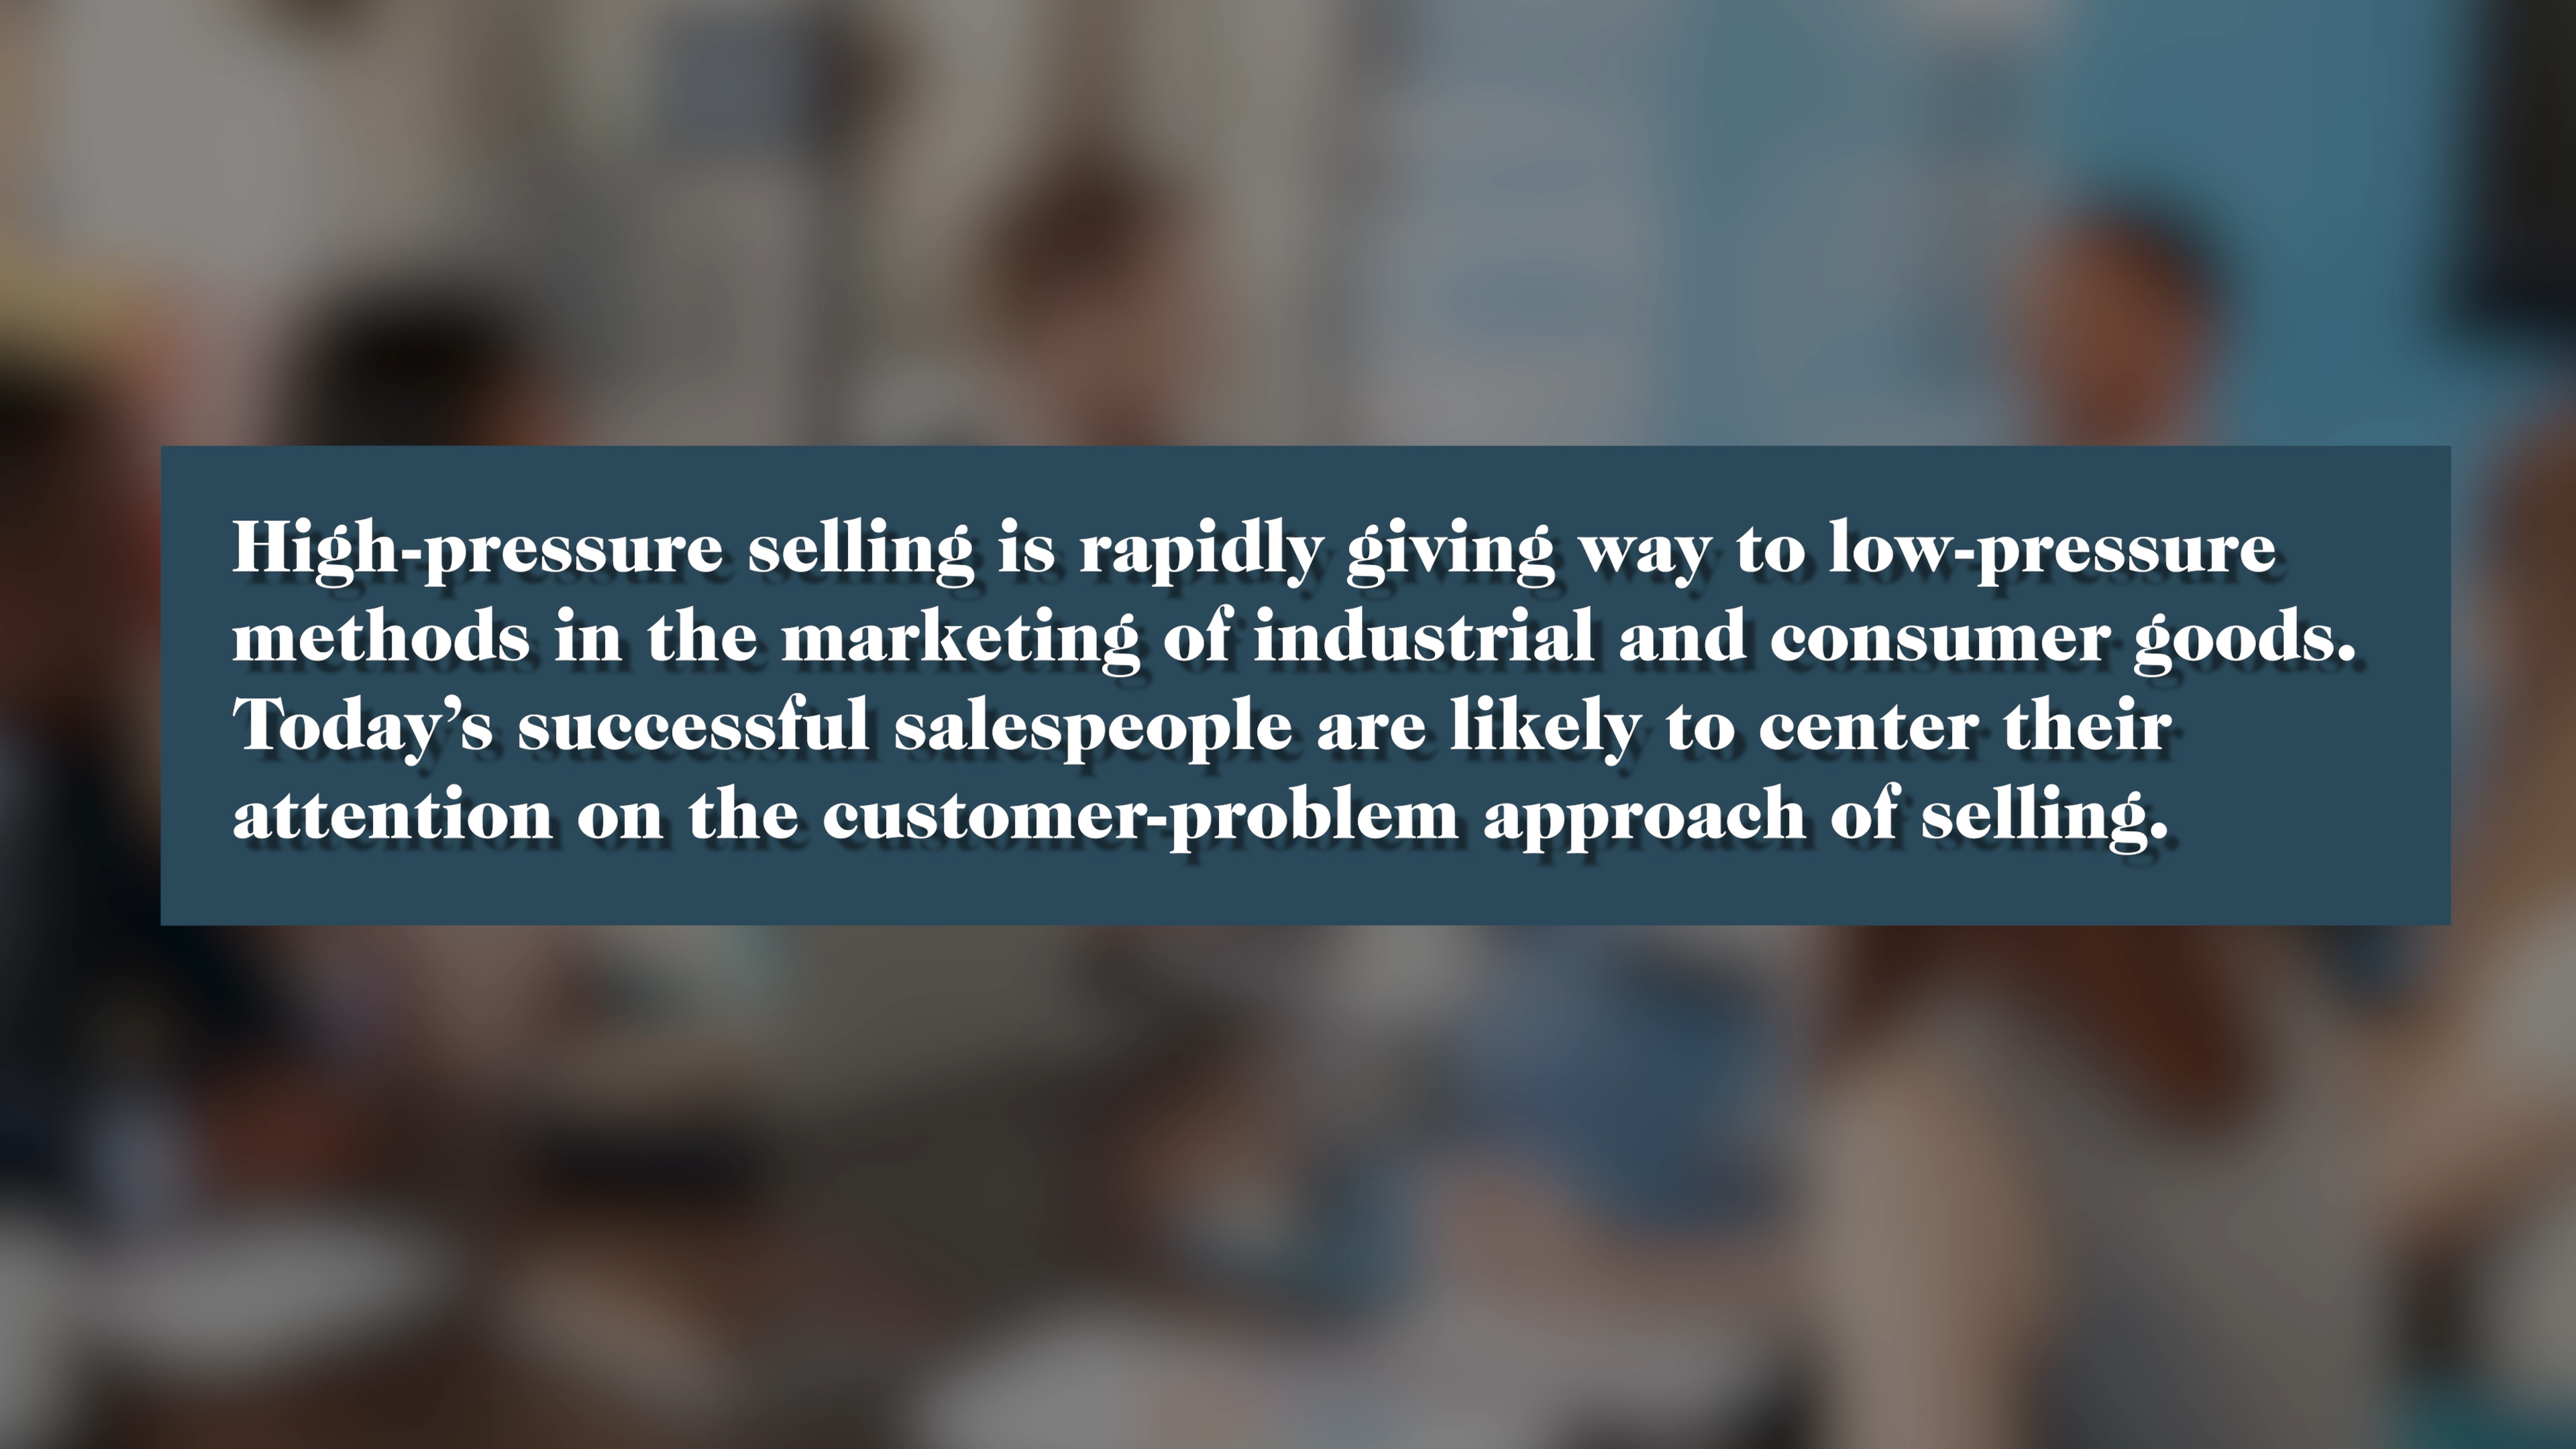 High-pressure selling is rapidly giving way to low-pressure
methods in the marketing of industrial and consumer goods.
Today’s successful salespeople are likely to center their
attention on the customer-problem approach of selling.